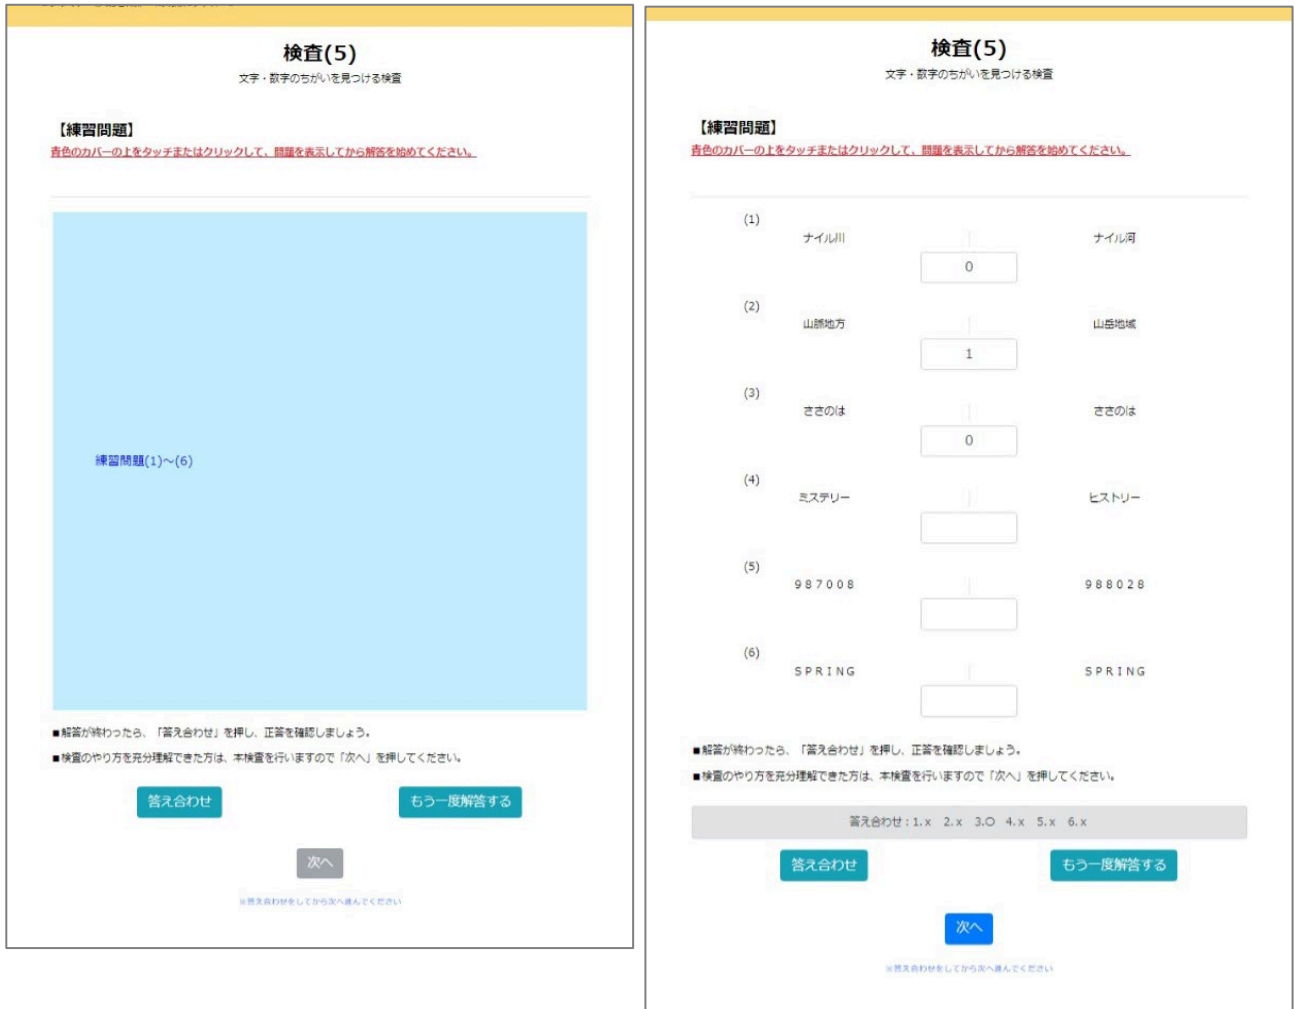 検査(5)
文字・数字のちがいを見つける検査
【練習問題】
青色のカバーの上をタッチまたはクリックして、問題を表示してから解答を始めてください。
練習問題(1)～(6)
■解答が終わったら、「答え合わせ」を押し、正答を確認しましょう。
■検査のやり方を充分理解できた方は、本検査を行いますので「次へ」を押してください。
答え合わせ もう一度解答する
次へ
※答え合わせをしてから次へ進んでください
検査(5)
文字・数字のちがいを見つける検査
【練習問題】
青色のカバーの上をタッチまたはクリックして、問題を表示してから解答を始めてください。
(1)
ナイル川 ナイル河
0
(2)
山脈地方 山岳地域
1
(3)
ささのは ささのは
0
(4)
ミステリー ヒストリー
(5)
987008 988028
(6)
SPRING SPRING
■解答が終わったら、「答え合わせ」を押し、正答を確認しましょう。
■検査のやり方を充分理解できた方は、本検査を行いますので「次へ」を押してください。
答え合わせ：1.x 2.x 3.○ 4.x 5.x 6.x
答え合わせ もう一度解答する
次へ
※答え合わせをしてから次へ進んでください